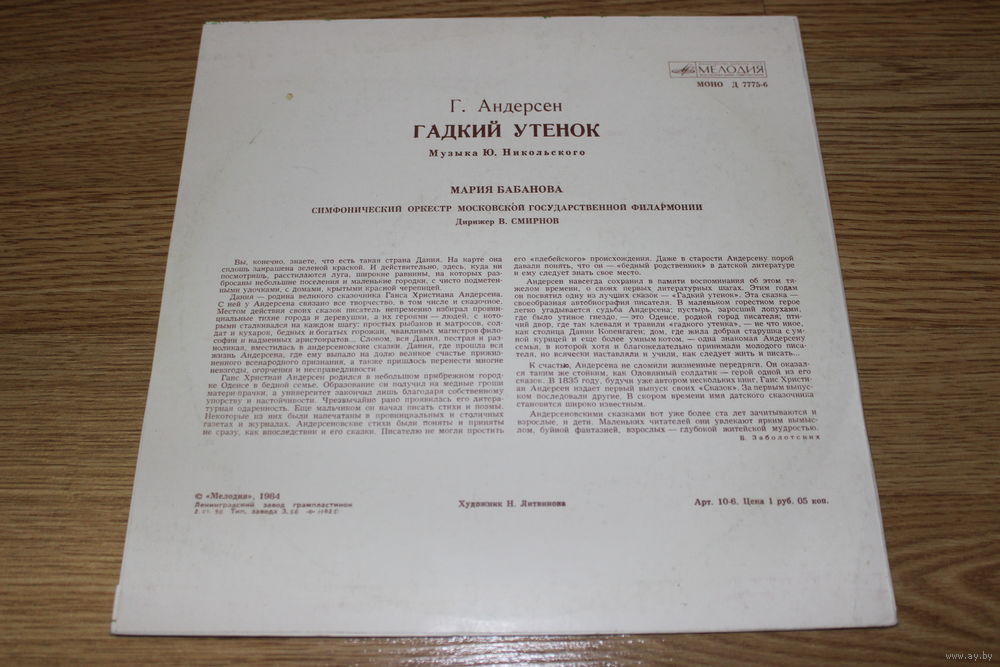 МЕЛОДИЯ
МОНО Д 7775-6
Г. Андерсен
ГАДКИЙ УТЕНОК
Музыка Ю. Никольского
МАРИЯ БАБАНОВА
СИМФОНИЧЕСКИЙ ОРКЕСТР МОСКОВСКОЙ ГОСУДАРСТВЕННОЙ ФИЛАРМОНИИ
Дирижер В. СМИРНОВ
Вы, конечно, знаете, что есть такая страна Дания. На карте она
сплошь закрашена зеленой краской. И действительно, здесь, куда ни
посмотришь, расстилаются луга, широкие равнины, на которых раз-
бросаны небольшие поселения и маленькие городки, с чисто подметен-
ными улочками, с домами, крытыми красной черепицей.
Дания — родина великого сказочника Ганса Христиана Андерсена.
С ней у Андерсена связано все творчество, в том числе и сказочное.
Местом действия своих сказок писатель непременно избирал провин-
циальные тихие города и деревушки, а их героями — людей, с кото-
рыми сталкивался на каждом шагу: простых рыбаков и матросов, сол-
дат и кухарок, бедных и богатых горожан, чванливых магистров фило-
софии и надменных аристократов... Словом, вся Дания, пестрая и раз-
ноликая, вместилась в андерсеновские сказки. Дания, где прошла вся
жизнь Андерсена, где ему выпало на долю великое счастье прижиз-
ненного всенародного признания, а также пришлось перенести многие
невзгоды, огорчения и несправедливости.
Ганс Христиан Андерсен родился в небольшом прибрежном город-
ке Оденсе в бедной семье. Образование он получил на медные гроши
матери-прачки, а университет закончил лишь благодаря собственному
упорству и настойчивости. Чрезвычайно рано проявилась его литера-
турная одаренность. Еще мальчиком он начал писать стихи и поэмы.
Некоторые из них были напечатаны в провинциальных и столичных
газетах и журналах. Андерсеновские стихи были поняты и приняты
не сразу, как впоследствии и его сказки. Писателю не могли простить
его «плебейского» происхождения. Даже в старости Андерсену порой
давали понять, что он — «бедный родственник» в датской литературе
и ему следует знать свое место.
Андерсен навсегда сохранил в памяти воспоминания об этом тя-
желом времени, о своих первых литературных шагах. Этим годам
он посвятил одну из лучших сказок — «Гадкий утенок». Эта сказка —
своеобразная автобиография писателя. В маленьком горестном герое
легко угадывается судьба Андерсена; пустырь, заросший лопухами,
где было утиное гнездо, — это Оденсе, родной город писателя; пти-
чий двор, где так клевали и травили «гадкого утенка», — не что иное,
как столица Дании Копенгаген; дом, где жила добрая старушка с ум-
ной курицей и еще более умным котом, — одна знакомая Андерсену
семья, в которой хотя и благожелательно принимали молодого писа-
теля, но всячески наставляли и учили, как следует жить и писать...
К счастью, Андерсена не сломили жизненные передряги. Он оказал-
ся таким же стойким, как Оловянный солдатик — герой одной из его
сказок. В 1835 году, будучи уже автором нескольких книг, Ганс Христи-
ан Андерсен издает первый выпуск своих «Сказок». За первым выпус-
ком последовали другие. В скором времени имя датского сказочника
становится широко известным.
Андерсеновскими сказками вот уже более ста лет зачитываются и
взрослые, и дети. Маленьких читателей они увлекают ярким вымыс-
лом, буйной фантазией, взрослых — глубокой житейской мудростью.
В. Заболотских
© «Мелодия», 1984
Ленинградский завод грампластинок
Тип. завода
Художник Н. Литвинова
Арт. 10-6. Цена 1 руб. 05 коп.
www.ay.by